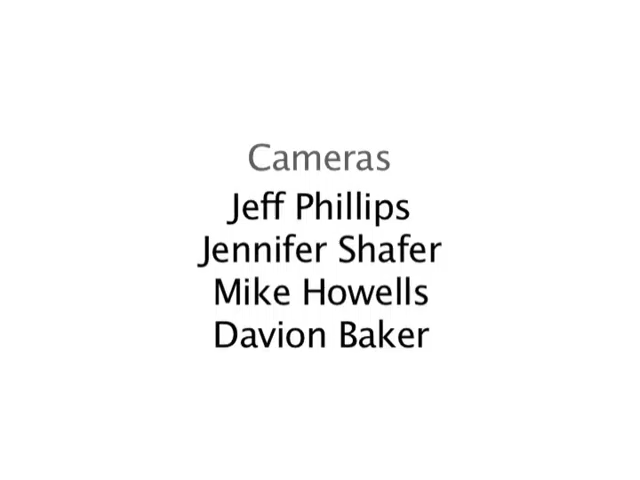 Cameras
Jeff Phillips
Jennifer Shafer
Mike Howells
Davion Baker